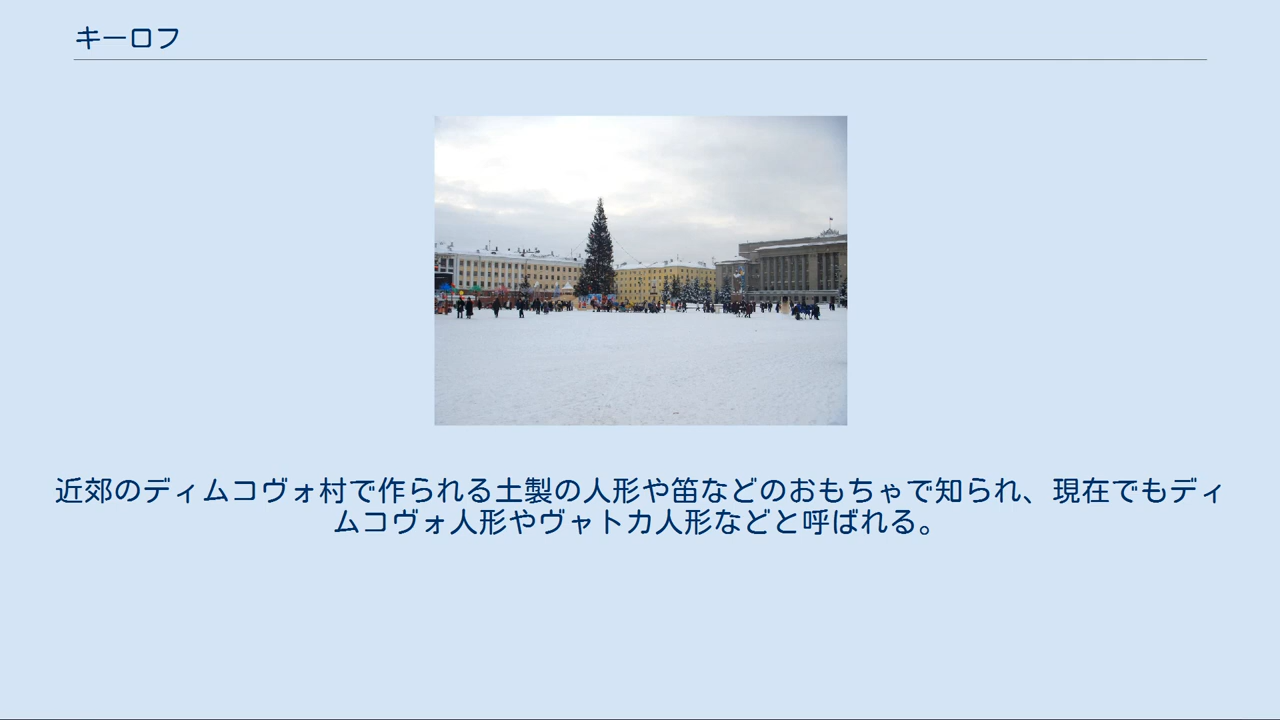 キーロフ
近郊のディムコヴォ村で作られる土製の人形や笛などのおもちゃで知られ、現在でもディ
ムコヴォ人形やヴャトカ人形などと呼ばれる。